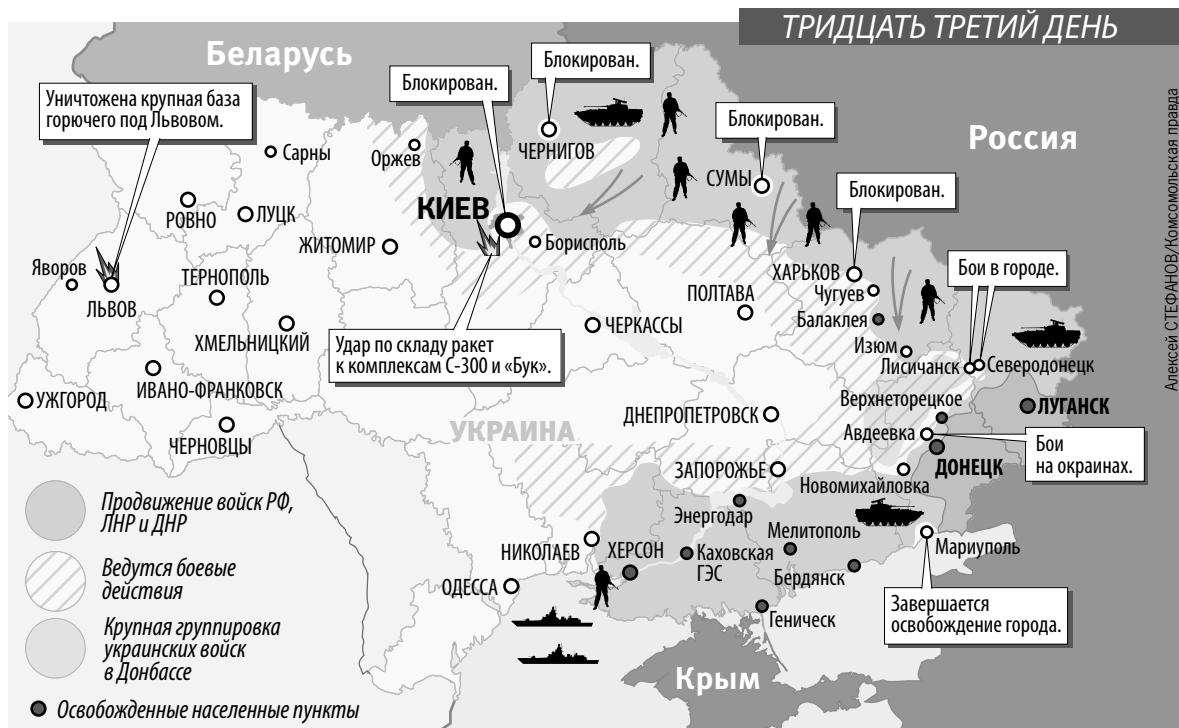 ТРИДЦАТЬ ТРЕТИЙ ДЕНЬ
Беларусь
Россия
Алексей СТЕФАНОВ/Комсомольская правда
Уничтожена крупная база
горючего под Львовом.
Блокирован.
Блокирован.
Блокирован.
Блокирован.
Сарны
Оржев
ЧЕРНИГОВ
СУМЫ
РОВНО
ЛУЦК
КИЕВ
ЖИТОМИР
Борисполь
Бои в городе.
Яворов
ЛЬВОВ
ТЕРНОПОЛЬ
ХАРЬКОВ
Чугуев
ПОЛТАВА
Балаклея
ХМЕЛЬНИЦКИЙ
ЧЕРКАССЫ
Удар по складу ракет
к комплексам С-300 и «Бук».
Изюм
Лисичанск
Северодонецк
ИВАНО-ФРАНКОВСК
УЖГОРОД
Верхнеторецкое
ЛУГАНСК
ДНЕПРОПЕТРОВСК
УКРАИНА
ЧЕРНОВЦЫ
Авдеевка
Бои
на окраинах.
ДОНЕЦК
ЗАПОРОЖЬЕ
Новомихайловка
Энергодар
Мелитополь
Мариуполь
НИКОЛАЕВ
ХЕРСОН
Каховская
ГЭС
Бердянск
ОДЕССА
Геническ
Завершается
освобождение города.
Крым
Продвижение войск РФ,
ЛНР и ДНР
Ведутся боевые
действия
Крупная группировка
украинских войск
в Донбассе
Освобожденные населенные пункты